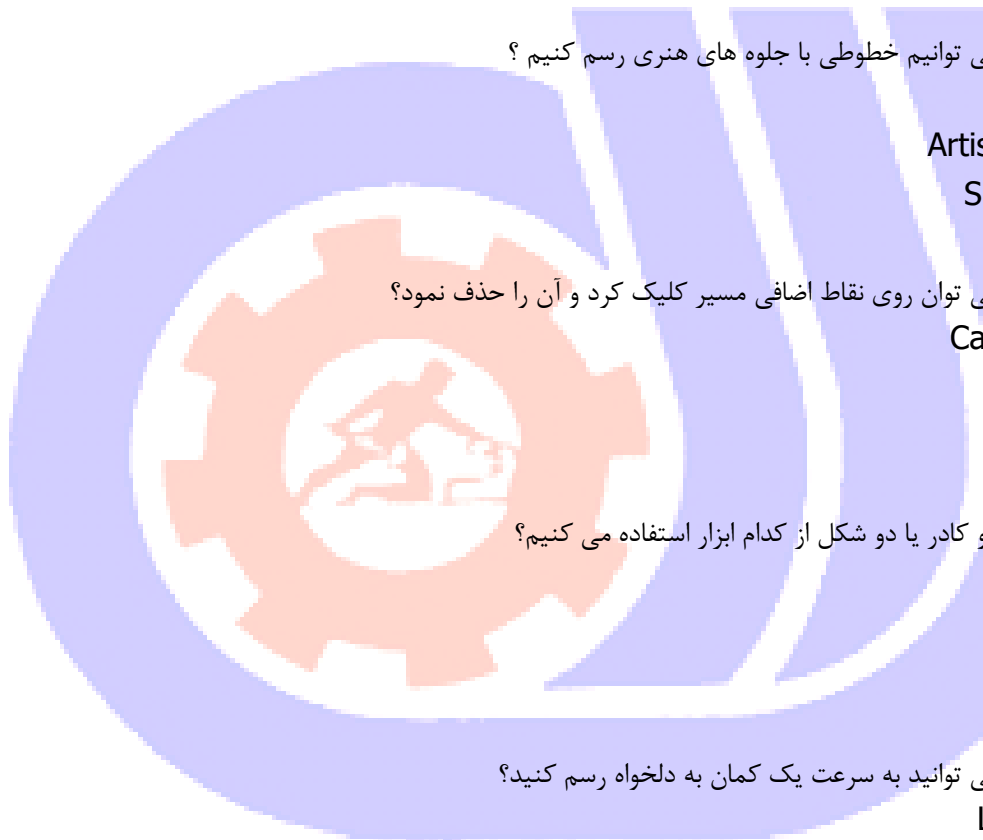 توانیم خطوطی با جلوه های هنری رسم کنیم ؟
توان روی نقاط اضافی مسیر کلیک کرد و آن را حذف نمود؟
کادر یا دو شکل از کدام ابزار استفاده می کنیم؟
توانید به سرعت یک کمان به دلخواه رسم کنید؟